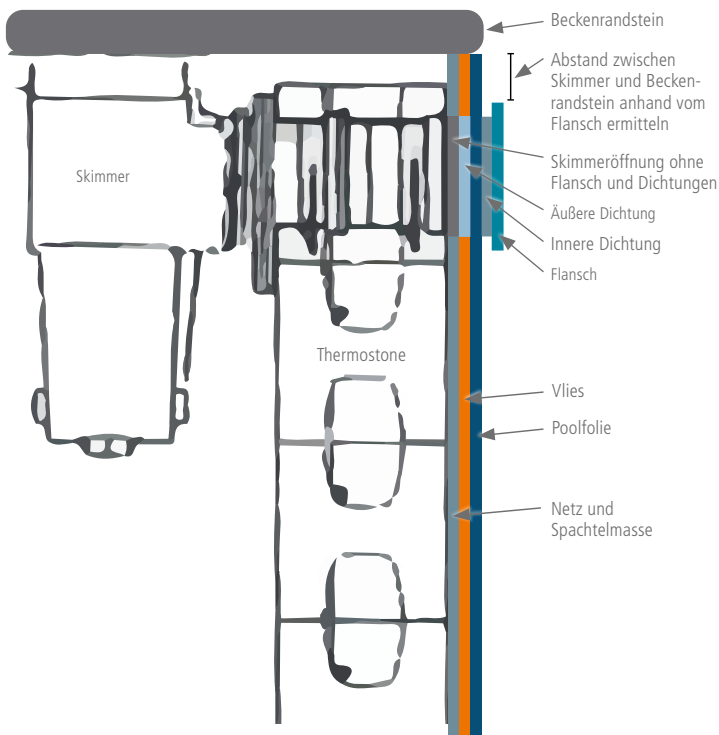 Beckenrandstein
Abstand zwischen
Skimmer und Becken-
randstein anhand vom
Flansch ermitteln
Skimmeröffnung ohne
Flansch und Dichtungen
Äußere Dichtung
Innere Dichtung
Flansch
Skimmer
Thermostone
Vlies
Poolfolie
Netz und
Spachtelmasse